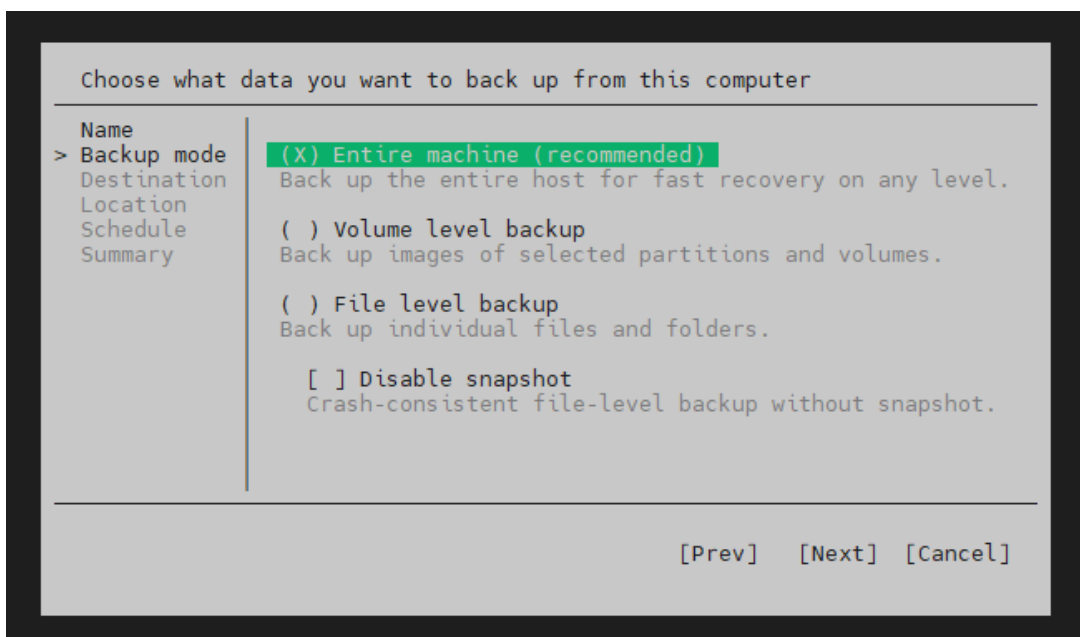 Choose what data you want to back up from this computer
Name
> Backup mode
Destination
Location
Schedule
Summary
(X) Entire machine (recommended)
Back up the entire host for fast recovery on any level.
( ) Volume level backup
Back up images of selected partitions and volumes.
( ) File level backup
Back up individual files and folders.
[ ] Disable snapshot
Crash-consistent file-level backup without snapshot.
[Prev] [Next] [Cancel]